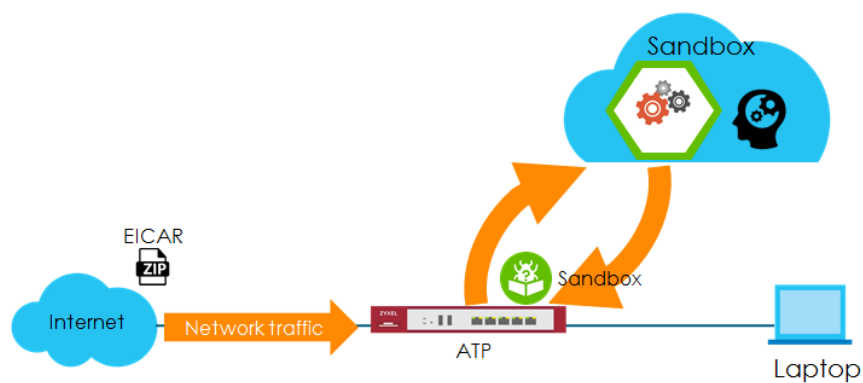 Sandbox
EICAR
ZIP
Sandbox
Internet
Network traffic
ZYXEL
ATP
Laptop